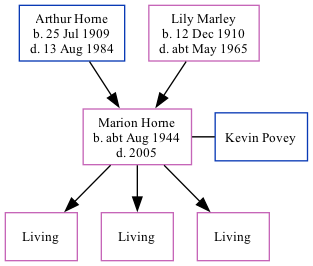 Arthur Horne
b. 25 Jul 1909
d. 13 Aug 1984
Lily Marley
b. 12 Dec 1910
d. abt May 1965
Marion Horne
b. abt Aug 1944
d. 2005
Kevin Povey
Living
Living
Living